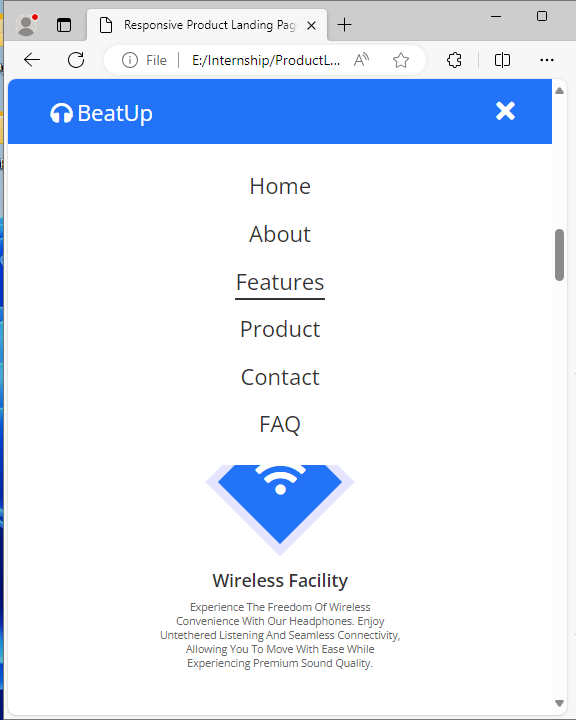 Responsive Product Landing Pag
File
E:/Internship/ProductL...
BeatUp
Home
About
Features
Product
Contact
FAQ
Wireless Facility
Experience The Freedom Of Wireless
Convenience With Our Headphones. Enjoy
Untethered Listening And Seamless Connectivity,
Allowing You To Move With Ease While
Experiencing Premium Sound Quality.